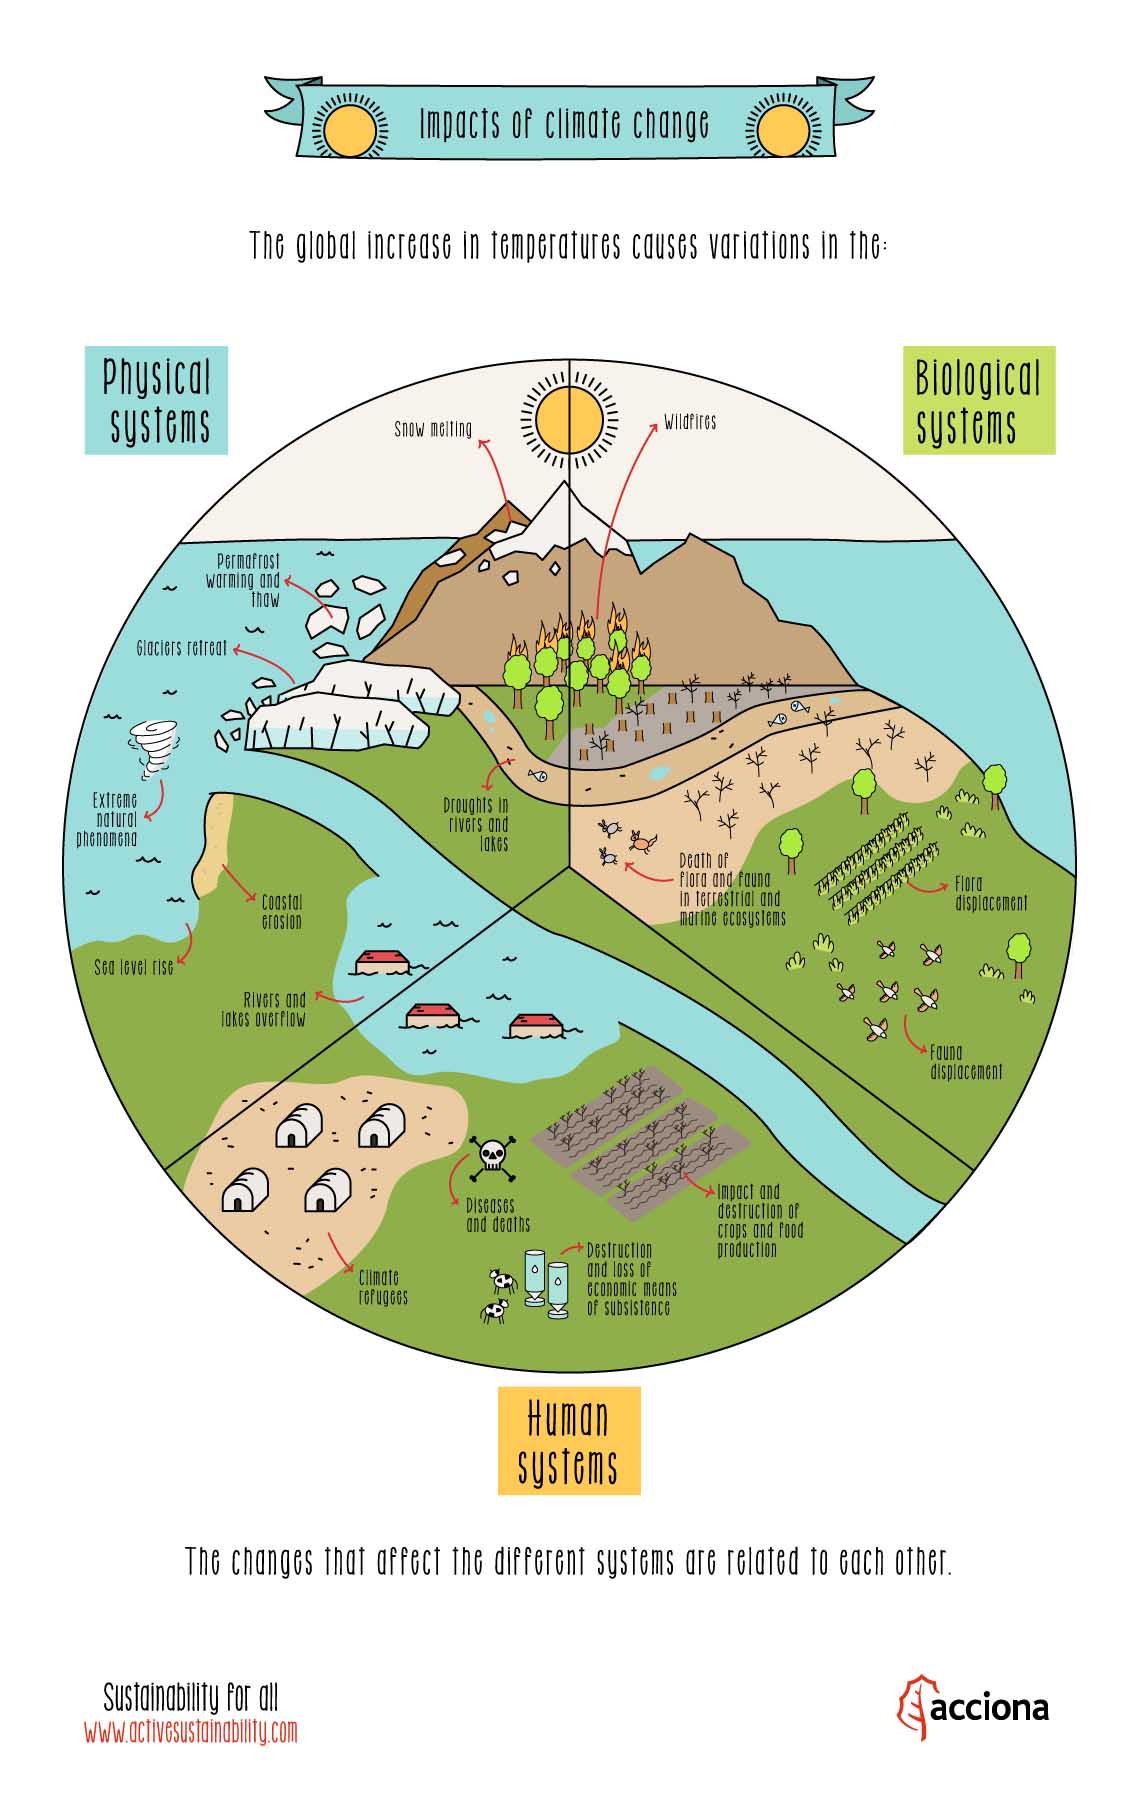 Impacts of climate change
The global increase in temperatures causes variations in the:
Physical
systems
Biological
systems
Snow melting
Wildfires
Permafrost
warming and
thaw
Glaciers retreat
Extreme
natural
phenomena
Droughts in
rivers and
lakes
Coastal
erosion
Sea level rise
Rivers and
lakes overflow
Death of
flora and fauna
in terrestrial and
marine ecosystems
Flora
displacement
Fauna
displacement
Diseases
and deaths
Impact and
destruction of
crops and food
production
Destruction
and loss of
economic means
of subsistence
Climate
refugees
Human
systems
The changes that affect the different systems are related to each other.
Sustainability for all
www.activesustainability.com
acciona